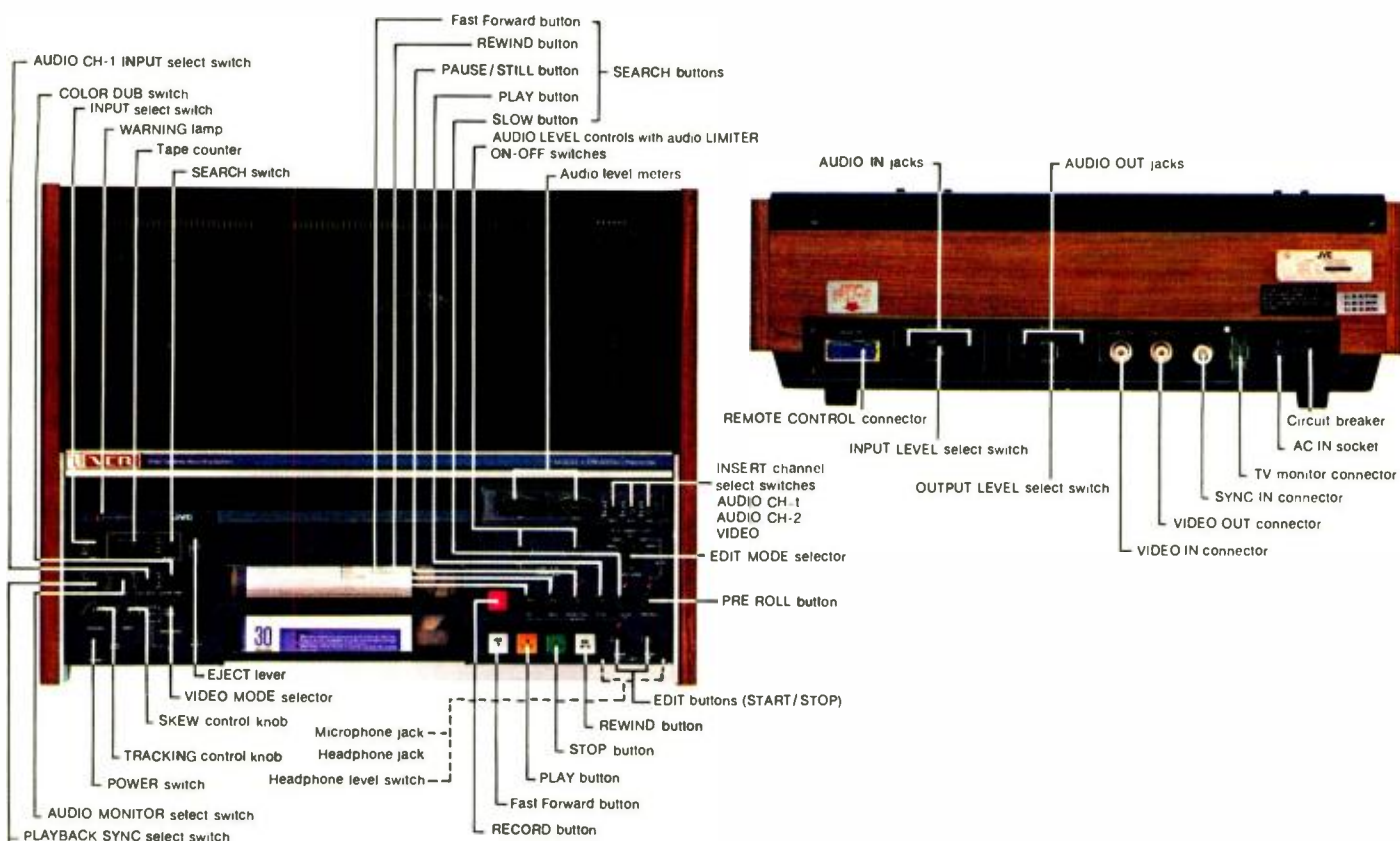 Fast Forward button
REWIND button
PAUSE/STILL button
PLAY button
SLOW button
SEARCH buttons
AUDIO LEVEL controls with audio LIMITER
ON-OFF switches
Audio level meters
AUDIO CH-1 INPUT select switch
COLOR DUB switch
INPUT select switch
WARNING lamp
Tape counter
SEARCH switch
INSERT channel
select switches
AUDIO CH-1
AUDIO CH-2
VIDEO
EDIT MODE selector
PRE ROLL button
JVC
30
EJECT lever
VIDEO MODE selector
SKEW control knob
TRACKING control knob
POWER switch
AUDIO MONITOR select switch
PLAYBACK SYNC select switch
Microphone jack
Headphone jack
Headphone level switch
EDIT buttons (START/STOP)
REWIND button
STOP button
PLAY button
Fast Forward button
RECORD button
AUDIO IN jacks
AUDIO OUT jacks
JVC
REMOTE CONTROL connector
INPUT LEVEL select switch
OUTPUT LEVEL select switch
Circuit breaker
AC IN socket
TV monitor connector
SYNC IN connector
VIDEO OUT connector
VIDEO IN connector